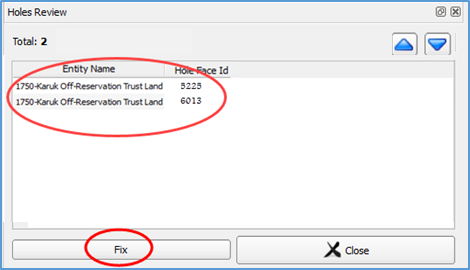 Holes Review
Total: 2
Entity Name Hole Face Id
1750-Karuk Off-Reservation Trust Land 5225
1750-Karuk Off-Reservation Trust Land 6013
Fix Close